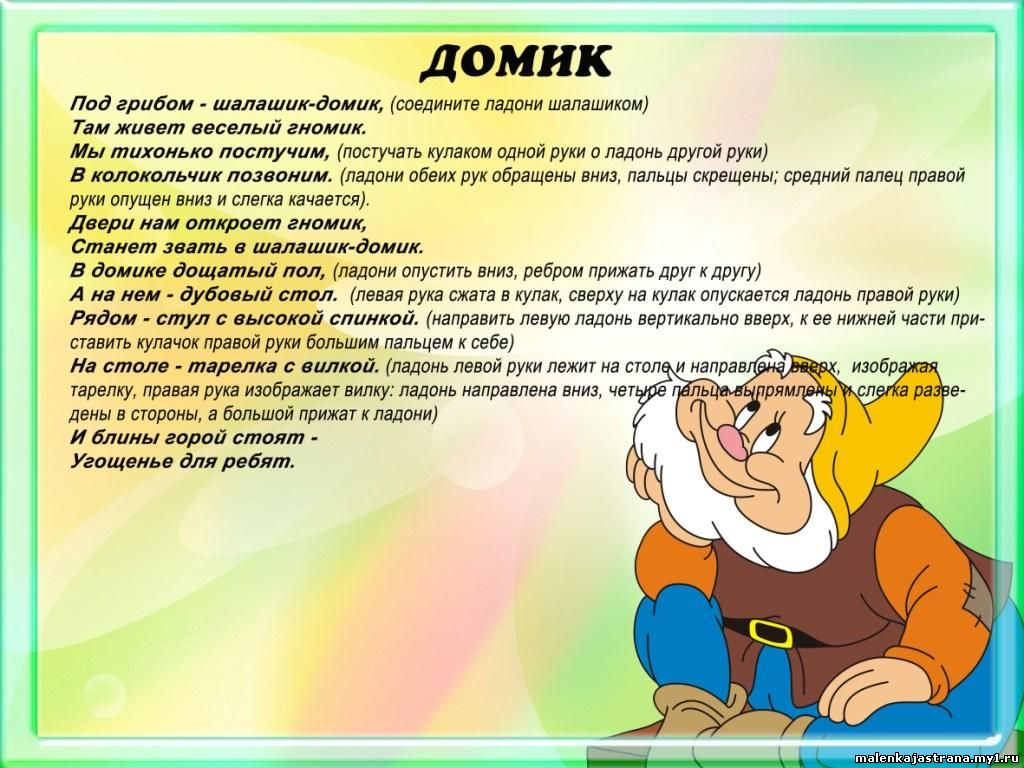 ДОМИК
Под грибом - шалашик-домик, (соедините ладони шалашиком)
Там живет веселый гномик.
Мы тихонько постучим, (постучать кулаком одной руки о ладонь другой руки)
В колокольчик позвоним. (ладони обеих рук обращены вниз, пальцы скрещены; средний палец правой
руки опущен вниз и слегка качается).
Двери нам откроет гномик,
Станет звать в шалашик-домик.
В домике дощатый пол, (ладони опустить вниз, ребром прижать друг к другу)
А на нем - дубовый стол. (левая рука сжата в кулак, сверху на кулак опускается ладонь правой руки)
Рядом - стул с высокой спинкой. (направить левую ладонь вертикально вверх, к ее нижней части при-
ставить кулачок правой руки большим пальцем к себе)
На столе - тарелка с вилкой. (ладонь левой руки лежит на столе и направлена вверх, изображая
тарелку, правая рука изображает вилку: ладонь направлена вниз, четыре пальца выпрямлены и слегка разве-
дены в стороны, а большой прижат к ладони)
И блины горой стоят -
Угощенье для ребят.
malenkajastrana.my1.ru